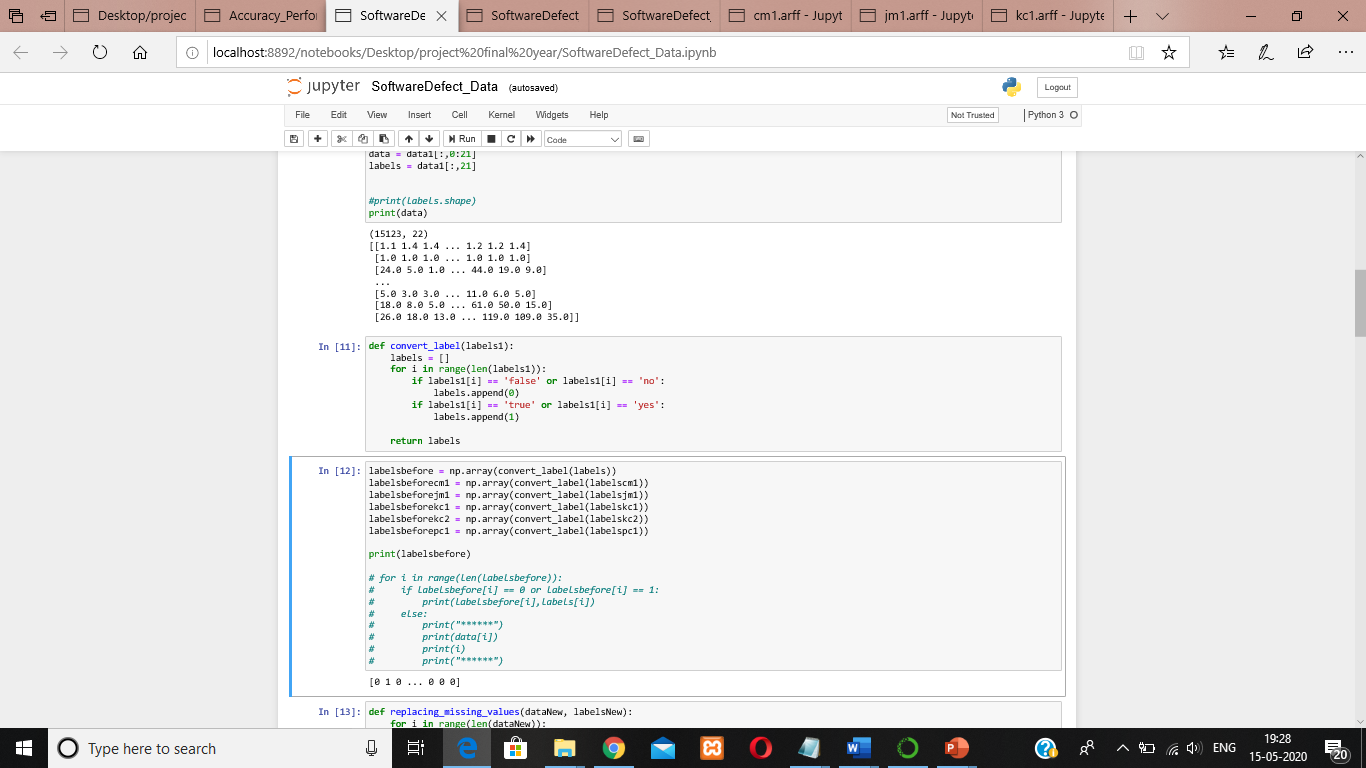 Desktop/projec
Accuracy_Perfo
SoftwareDe
SoftwareDefect
SoftwareDefect_
cm1.arff - Jupyt
jm1.arff - Jupyte
kc1.arff - Jupyte
localhost:8892/notebooks/Desktop/project%20final%20year/SoftwareDefect_Data.ipynb
jupyter SoftwareDefect_Data (autosaved)
Logout
File Edit View Insert Cell Kernel Widgets Help
Not Trusted
Python 3
Run
Code
data = data1[:,0:21]
labels = data1[:,21]
#print(labels.shape)
print(data)
(15123, 22)
[[1.1 1.4 1.4 ... 1.2 1.2 1.4]
[1.0 1.0 1.0 ... 1.0 1.0 1.0]
[24.0 5.0 1.0 ... 44.0 19.0 9.0]
...
[5.0 3.0 3.0 ... 11.0 6.0 5.0]
[18.0 8.0 5.0 ... 61.0 50.0 15.0]
[26.0 18.0 13.0 ... 119.0 109.0 35.0]]
In [11]: def convert_label(labels1):
labels = []
for i in range(len(labels1)):
if labels1[i] == 'false' or labels1[i] == 'no':
labels.append(0)
if labels1[i] == 'true' or labels1[i] == 'yes':
labels.append(1)
return labels
In [12]: labelsbefore = np.array(convert_label(labels))
labelsbeforecm1 = np.array(convert_label(labelscm1))
labelsbeforejm1 = np.array(convert_label(labelsjm1))
labelsbeforekc1 = np.array(convert_label(labelskc1))
labelsbeforekc2 = np.array(convert_label(labelskc2))
labelsbeforepc1 = np.array(convert_label(labelspc1))
print(labelsbefore)
# for i in range(len(labelsbefore)):
# if labelsbefore[i] == 0 or labelsbefore[i] == 1:
# print(labelsbefore[i],labels[i])
# else:
# print("******")
# print(data[i])
# print(i)
# print("******")
[0 1 0 ... 0 0 0]
In [13]: def replacing_missing_values(dataNew, labelsNew):
for i in range(len(dataNew)):
Type here to search
ENG
19:28
15-05-2020
20